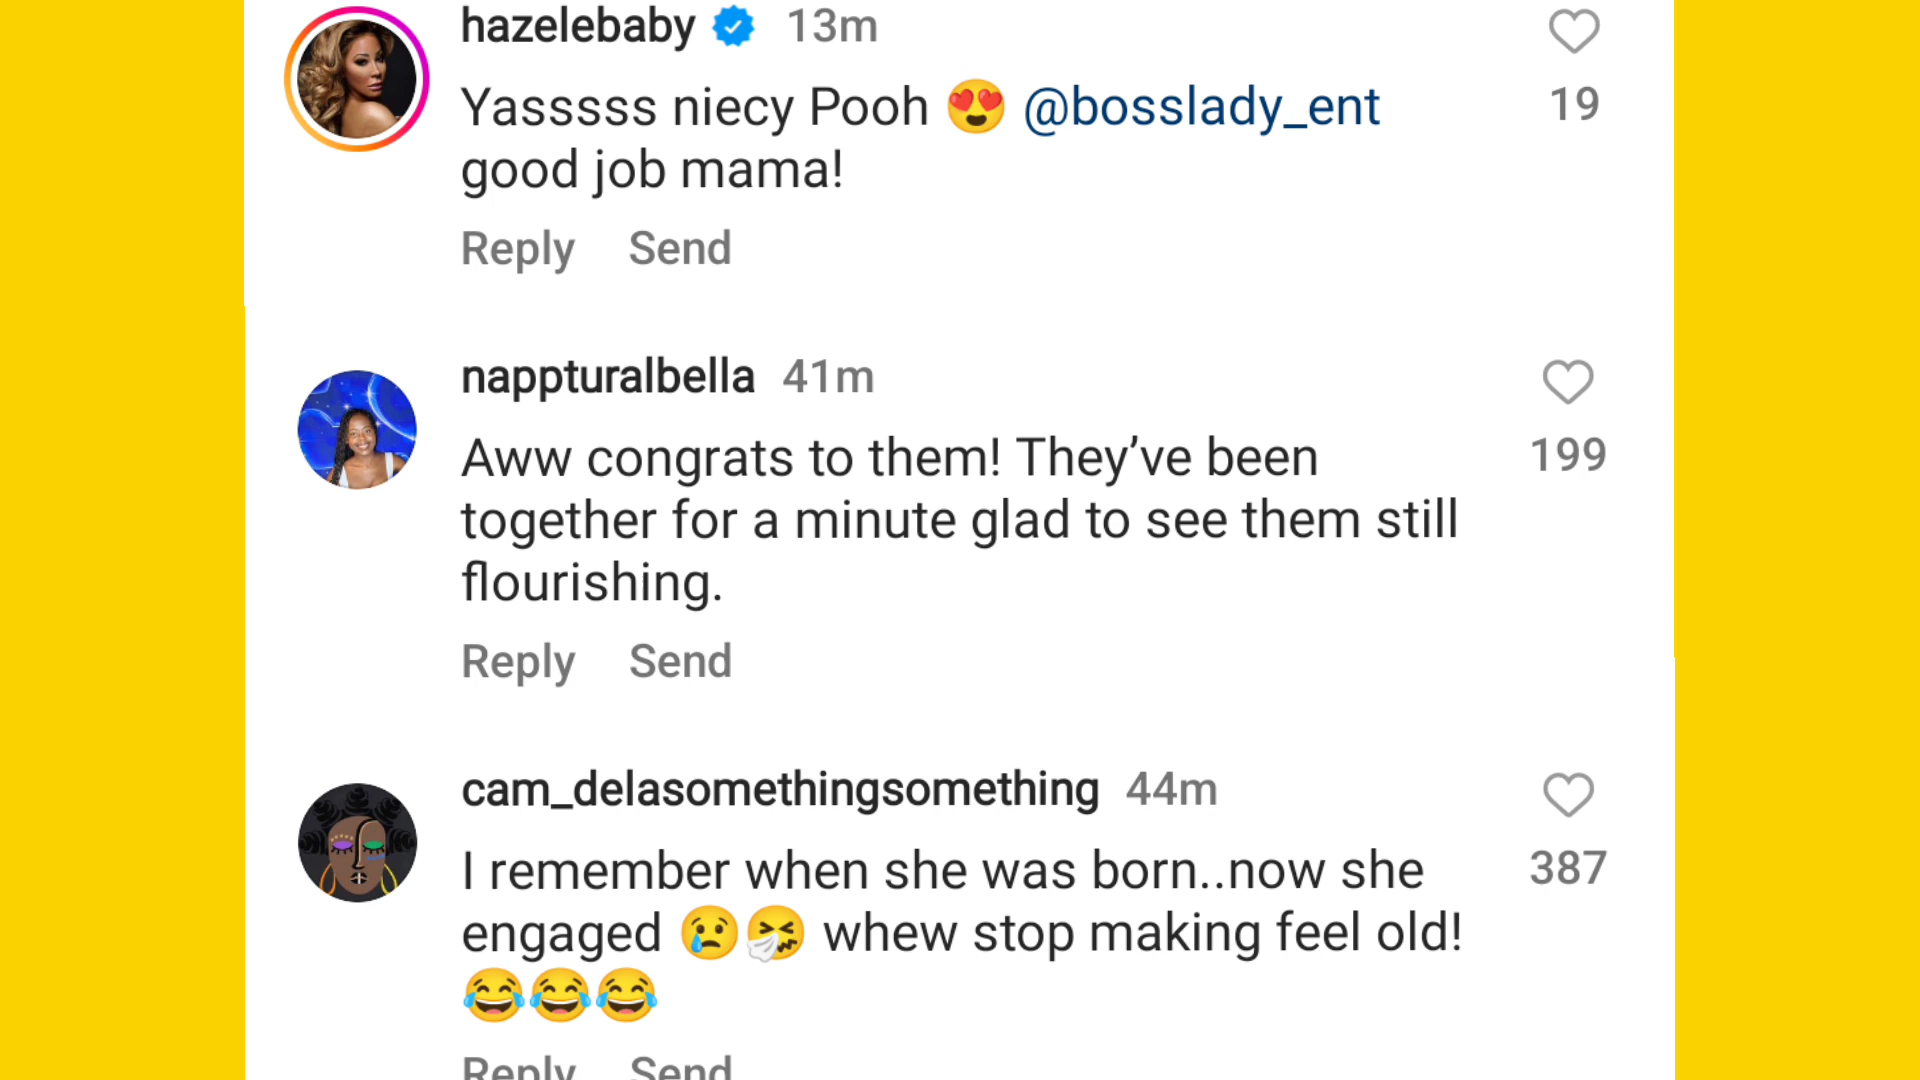 hazelebaby 13m
Yasssss niecy Pooh 😍 @bosslady_ent
19
good job mama!
Reply Send
nappturalbella 41m
Aww congrats to them! They’ve been
199
together for a minute glad to see them still
flourishing.
Reply Send
cam_delasomethingsomething 44m
I remember when she was born..now she
387
engaged 😢🤧 whew stop making feel old!
😂😂😂
Reply Send